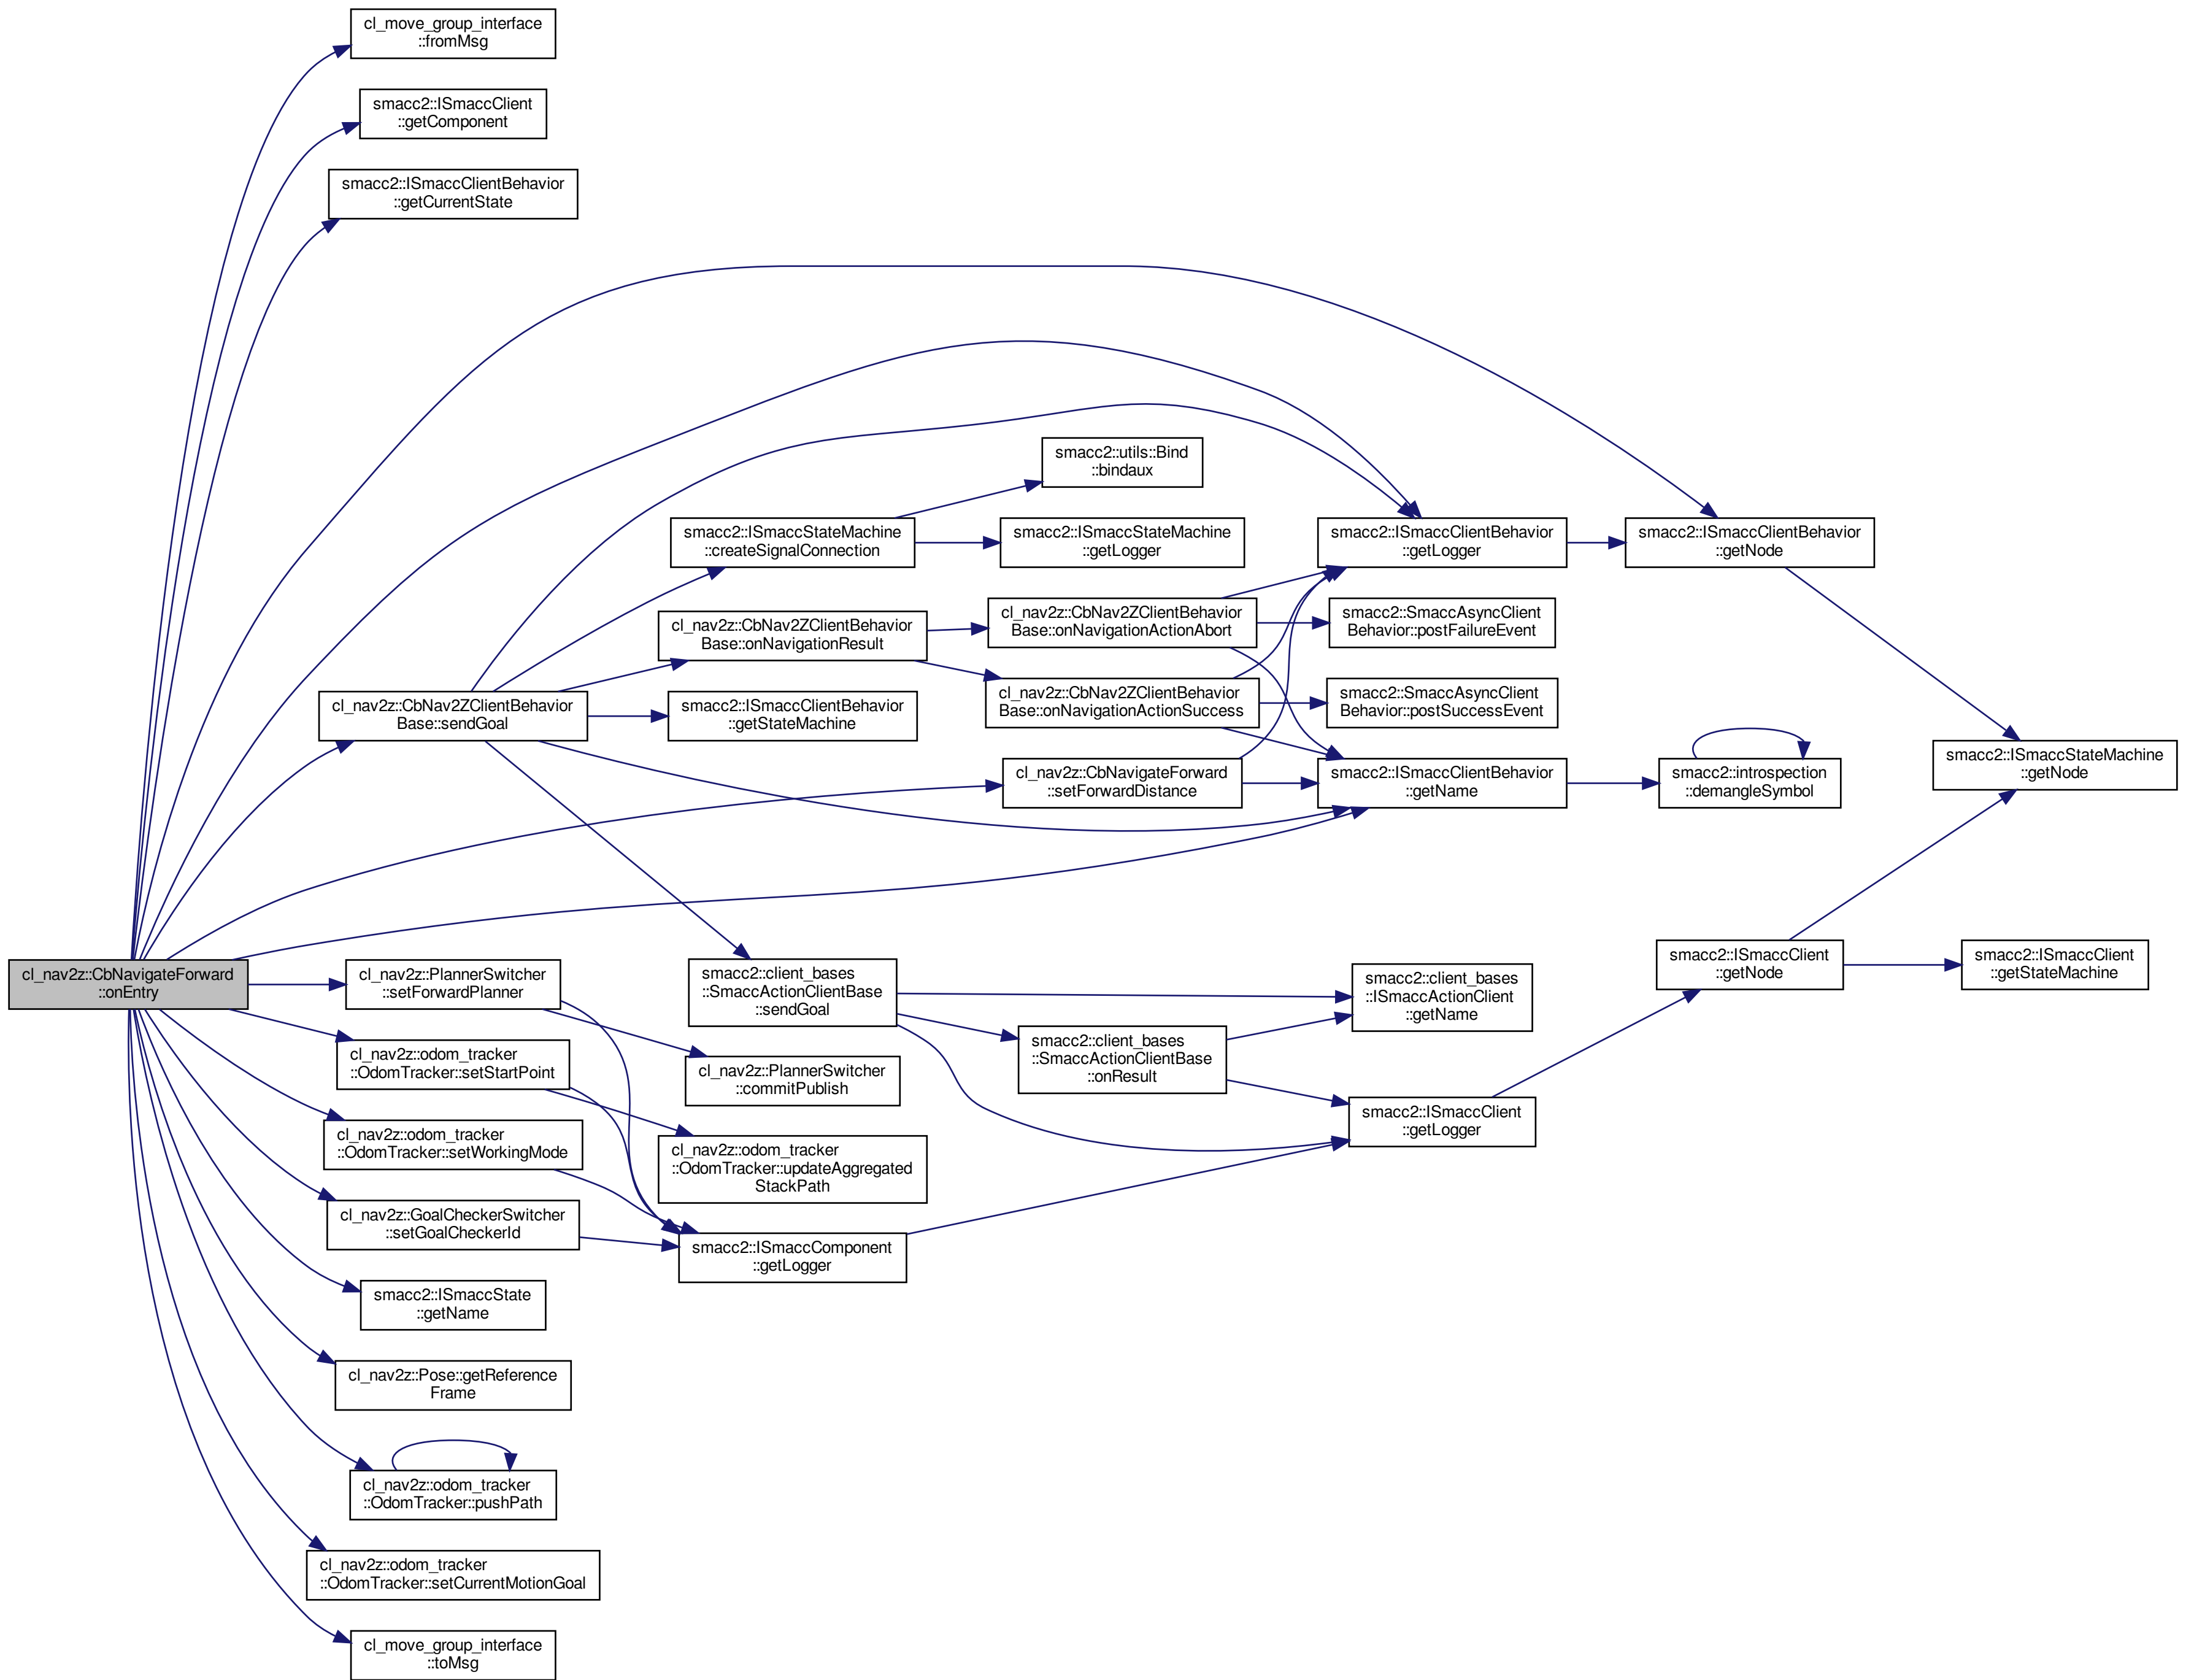 cl_move_group_interface
::fromMsg
smacc2::ISmaccClient
::getComponent
smacc2::ISmaccClientBehavior
::getCurrentState
smacc2::utils::Bind
::bindaux
smacc2::ISmaccStateMachine
::createSignalConnection
smacc2::ISmaccStateMachine
::getLogger
smacc2::ISmaccClientBehavior
::getLogger
smacc2::ISmaccClientBehavior
::getNode
cl_nav2z::CbNav2ZClientBehavior
Base::onNavigationResult
cl_nav2z::CbNav2ZClientBehavior
Base::onNavigationActionAbort
smacc2::SmaccAsyncClient
Behavior::postFailureEvent
cl_nav2z::CbNav2ZClientBehavior
Base::sendGoal
smacc2::ISmaccClientBehavior
::getStateMachine
cl_nav2z::CbNav2ZClientBehavior
Base::onNavigationActionSuccess
smacc2::SmaccAsyncClient
Behavior::postSuccessEvent
cl_nav2z::CbNavigateForward
::setForwardDistance
smacc2::ISmaccClientBehavior
::getName
smacc2::introspection
::demangleSymbol
smacc2::ISmaccStateMachine
::getNode
cl_nav2z::CbNavigateForward
::onEntry
cl_nav2z::PlannerSwitcher
::setForwardPlanner
smacc2::client_bases
::SmaccActionClientBase
::sendGoal
smacc2::client_bases
::ISmaccActionClient
::getName
smacc2::ISmaccClient
::getNode
smacc2::ISmaccClient
::getStateMachine
cl_nav2z::odom_tracker
::OdomTracker::setStartPoint
cl_nav2z::PlannerSwitcher
::commitPublish
smacc2::client_bases
::SmaccActionClientBase
::onResult
smacc2::ISmaccClient
::getLogger
cl_nav2z::odom_tracker
::OdomTracker::setWorkingMode
cl_nav2z::odom_tracker
::OdomTracker::updateAggregated
StackPath
cl_nav2z::GoalCheckerSwitcher
::setGoalCheckerId
smacc2::ISmaccComponent
::getLogger
smacc2::ISmaccState
::getName
cl_nav2z::Pose::getReference
Frame
cl_nav2z::odom_tracker
::OdomTracker::pushPath
cl_nav2z::odom_tracker
::OdomTracker::setCurrentMotionGoal
cl_move_group_interface
::toMsg